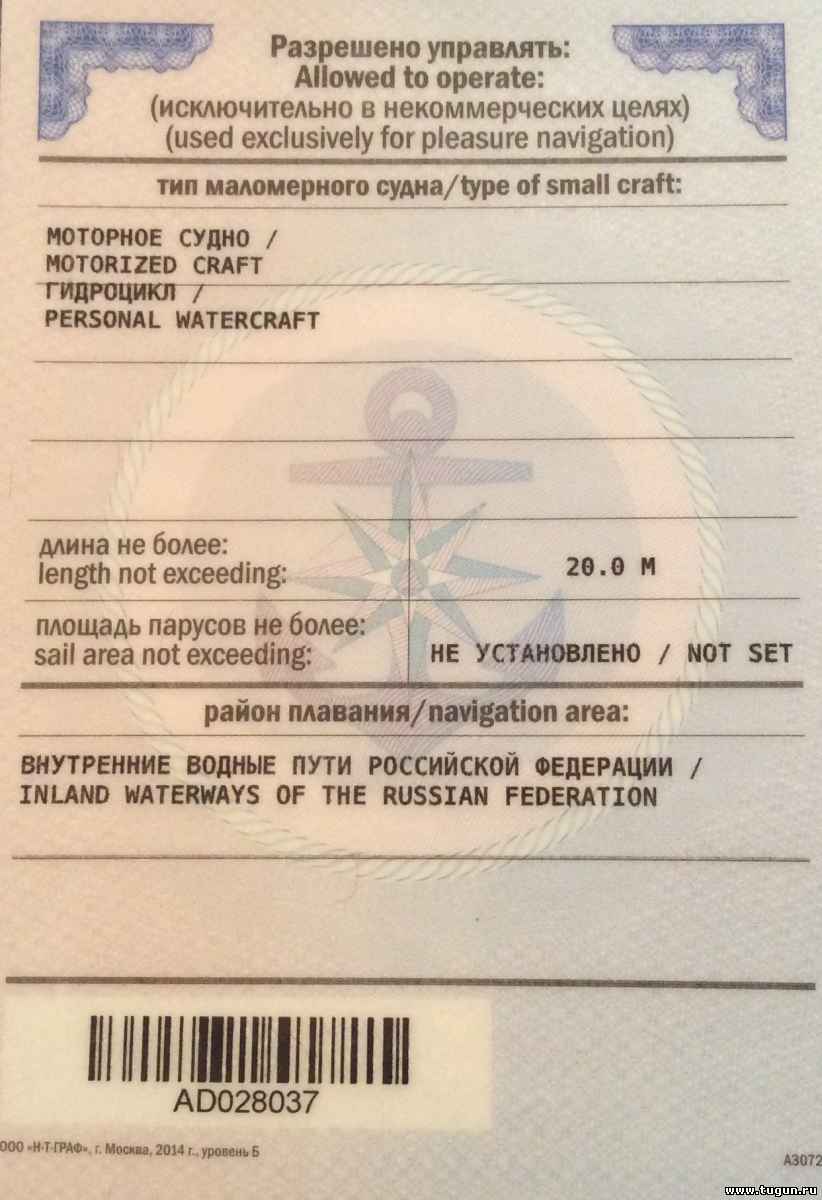 Разрешено управлять:
Allowed to operate:
(исключительно в некоммерческих целях)
(used exclusively for pleasure navigation)
тип маломерного судна/type of small craft:
МОТОРНОЕ СУДНО /
MOTORIZED CRAFT
ГИДРОЦИКЛ /
PERSONAL WATERCRAFT
длина не более:
length not exceeding:
20.0 М
площадь парусов не более:
sail area not exceeding:
НЕ УСТАНОВЛЕНО / NOT SET
район плавания/navigation area:
ВНУТРЕННИЕ ВОДНЫЕ ПУТИ РОССИЙСКОЙ ФЕДЕРАЦИИ /
INLAND WATERWAYS OF THE RUSSIAN FEDERATION
AD028037
ООО «Н-Т-ГРАФ», г. Москва, 2014 г., уровень Б
А3072
www.tugun.ru